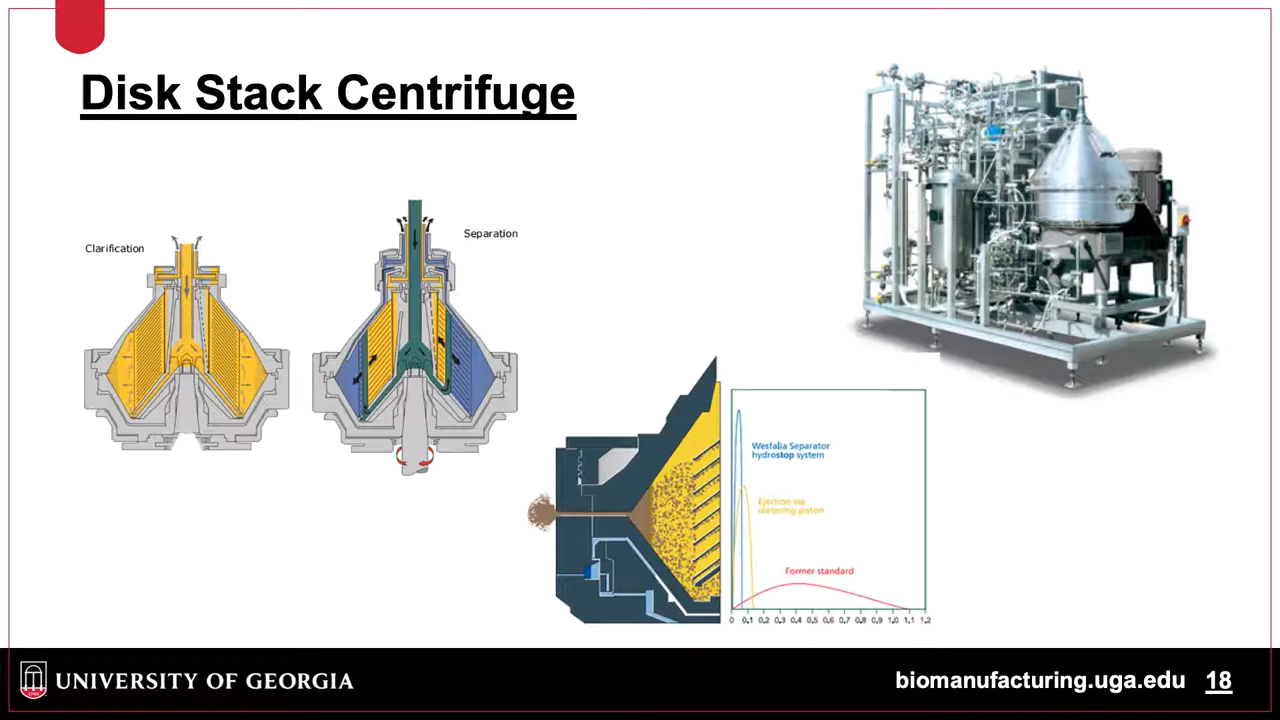 Disk Stack Centrifuge
Clarification
Separation
Wesfalia Separator
hydrostop system
Ejection via
metering piston
Former standard
0 0,1 0,2 0,3 0,4 0,5 0,6 0,7 0,8 0,9 1,0 1,1 1,2
1785
UNIVERSITY OF GEORGIA
biomanufacturing.uga.edu 18